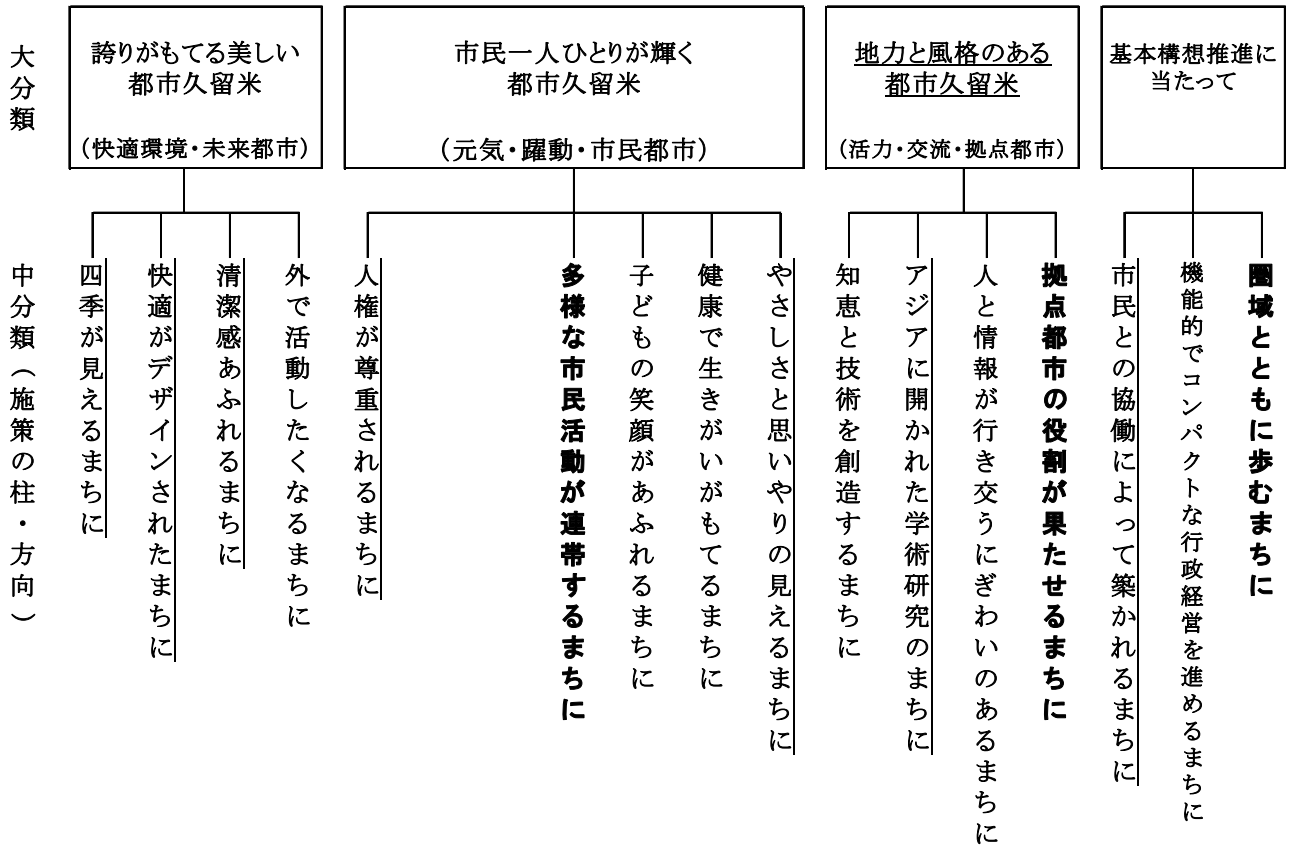 大分類
誇りがもてる美しい
都市久留米
（快適環境・未来都市）
市民一人ひとりが輝く
都市久留米
（元気・躍動・市民都市）
地力と風格のある
都市久留米
（活力・交流・拠点都市）
基本構想推進に
当たって
中分類（施策の柱・方向）
四季が見えるまちに
快適がデザインされたまちに
清潔感あふれるまちに
外で活動したくなるまちに
人権が尊重されるまちに
多様な市民活動が連帯するまちに
子どもの笑顔があふれるまちに
健康で生きがいがもてるまちに
やさしさと思いやりの見えるまちに
知恵と技術を創造するまちに
アジアに開かれた学術研究のまちに
人と情報が行き交うにぎわいのあるまちに
拠点都市の役割が果たせるまちに
市民との協働によって築かれるまちに
機能的でコンパクトな行政経営を進めるまちに
圏域とともに歩むまちに